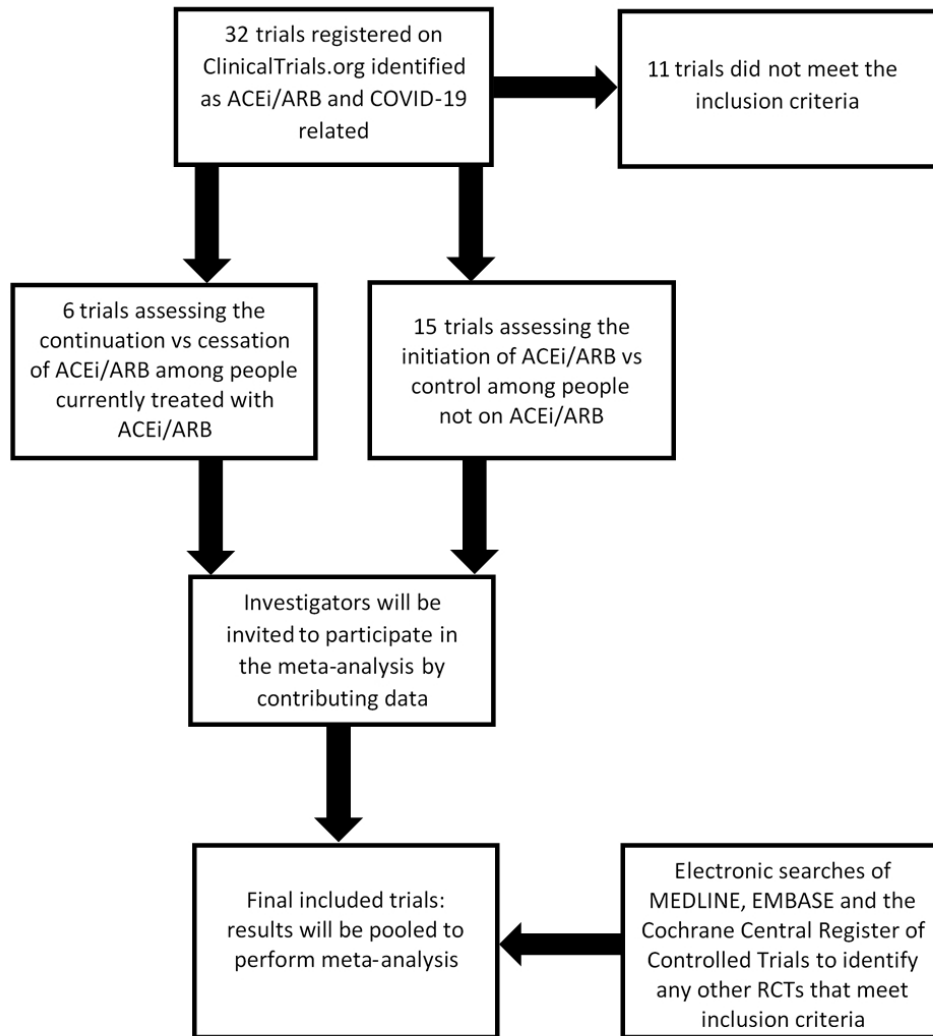 32 trials registered on
ClinicalTrials.org identified
as ACEi/ARB and COVID-19
related
11 trials did not meet the
inclusion criteria
6 trials assessing the
continuation vs cessation
of ACEi/ARB among people
currently treated with
ACEi/ARB
15 trials assessing the
initiation of ACEi/ARB vs
control among people
not on ACEi/ARB
Investigators will be
invited to participate in
the meta-analysis by
contributing data
Final included trials:
results will be pooled to
perform meta-analysis
Electronic searches of
MEDLINE, EMBASE and the
Cochrane Central Register of
Controlled Trials to identify
any other RCTs that meet
inclusion criteria